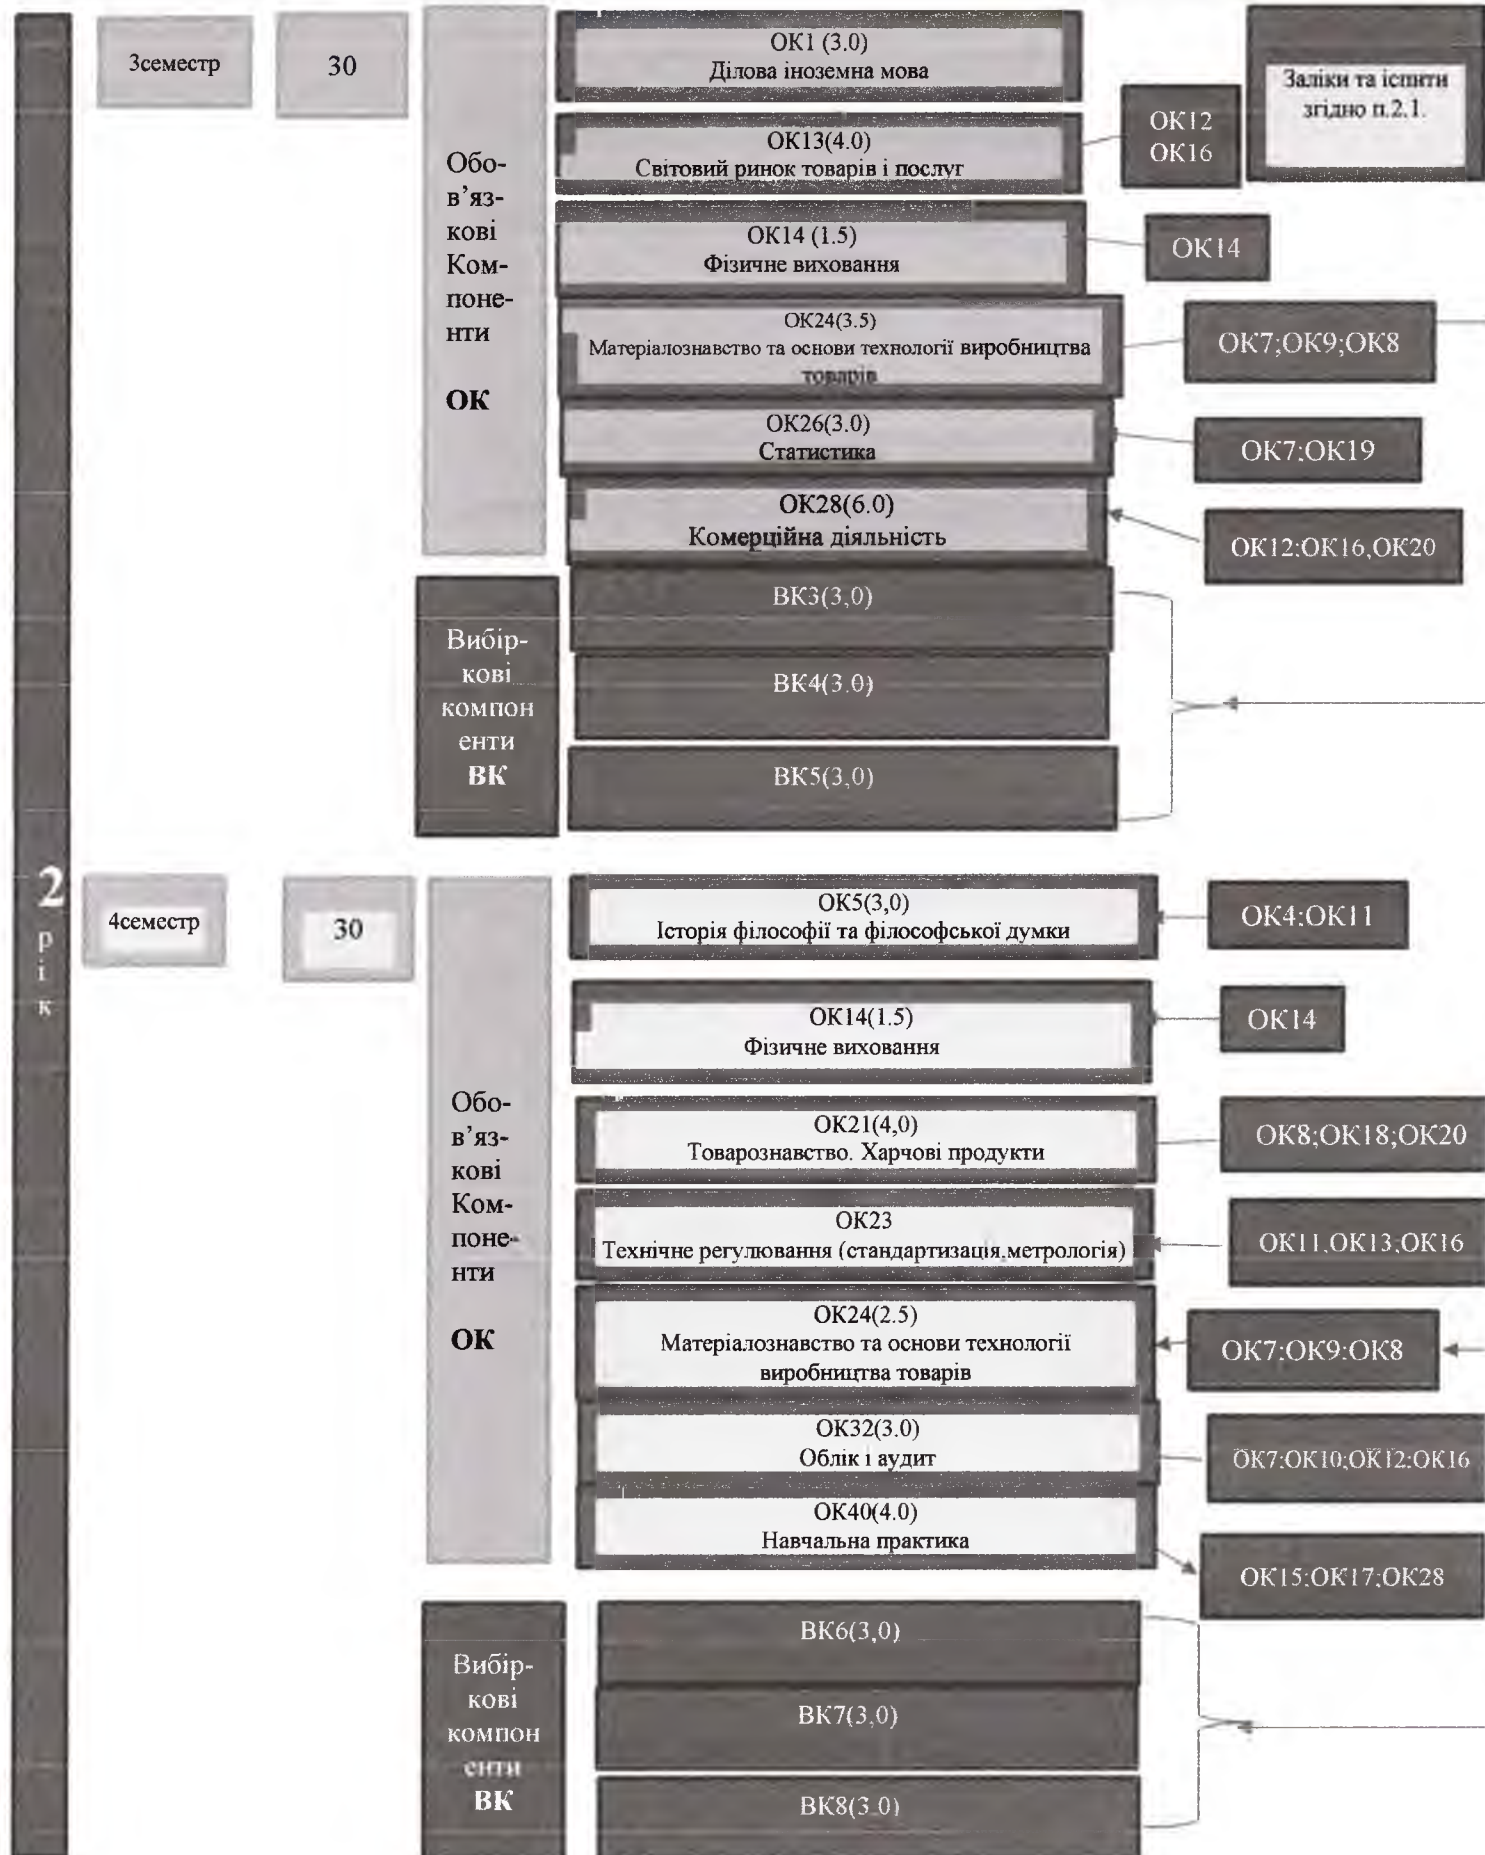 3семестр
30
Обо-
в’яз-
кові
Ком-
поне-
нти
ОК
ОК1 (3.0)
Ділова іноземна мова
ОК13(4.0)
Світовий ринок товарів і послуг
ОК12
ОК16
Заліки та іспити
згідно п.2.1.
ОК14 (1.5)
Фізичне виховання
ОК14
ОК24(3.5)
Матеріалознавство та основи технології виробництва
товарів
ОК7;ОК9;ОК8
ОК26(3.0)
Статистика
ОК7:ОК19
ОК28(6.0)
Комерційна діяльність
ОК12:ОК16,ОК20
Вибір-
кові
компон
енти
ВК
ВК3(3,0)
ВК4(3.0)
ВК5(3,0)
2
р
і
к
4семестр
30
Обо-
в’яз-
кові
Ком-
поне-
нти
ОК
ОК5(3,0)
Історія філософії та філософської думки
ОК4:ОК11
ОК14(1.5)
Фізичне виховання
ОК14
ОК21(4,0)
Товарознавство. Харчові продукти
ОК8;ОК18;ОК20
ОК23
Технічне регулювання (стандартизація,метрологія)
ОК11,ОК13;ОК16
ОК24(2.5)
Матеріалознавство та основи технології
виробництва товарів
ОК7:ОК9:ОК8
ОК32(3.0)
Облік і аудит
ОК7:ОК10;ОК12:ОК16
ОК40(4.0)
Навчальна практика
ОК15:ОК17;ОК28
Вибір-
кові
компон
енти
ВК
ВК6(3,0)
ВК7(3,0)
ВК8(3.0)